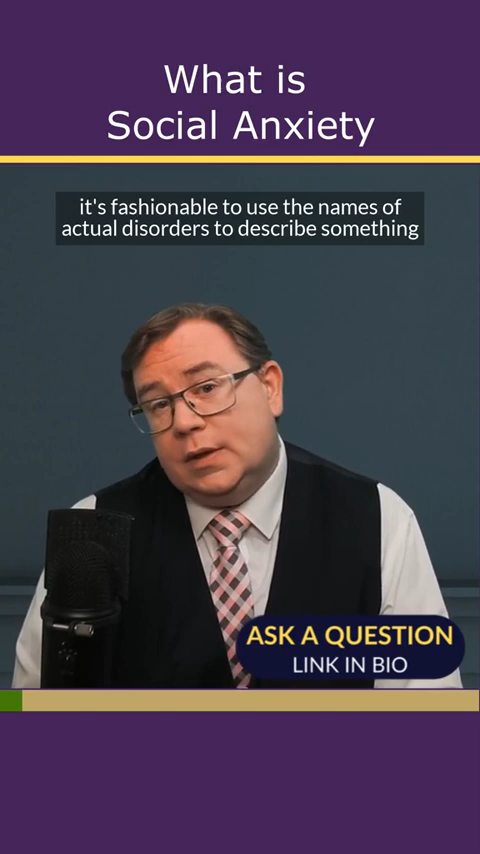 What is
Social Anxiety
it's fashionable to use the names of
actual disorders to describe something
ASK A QUESTION
LINK IN BIO